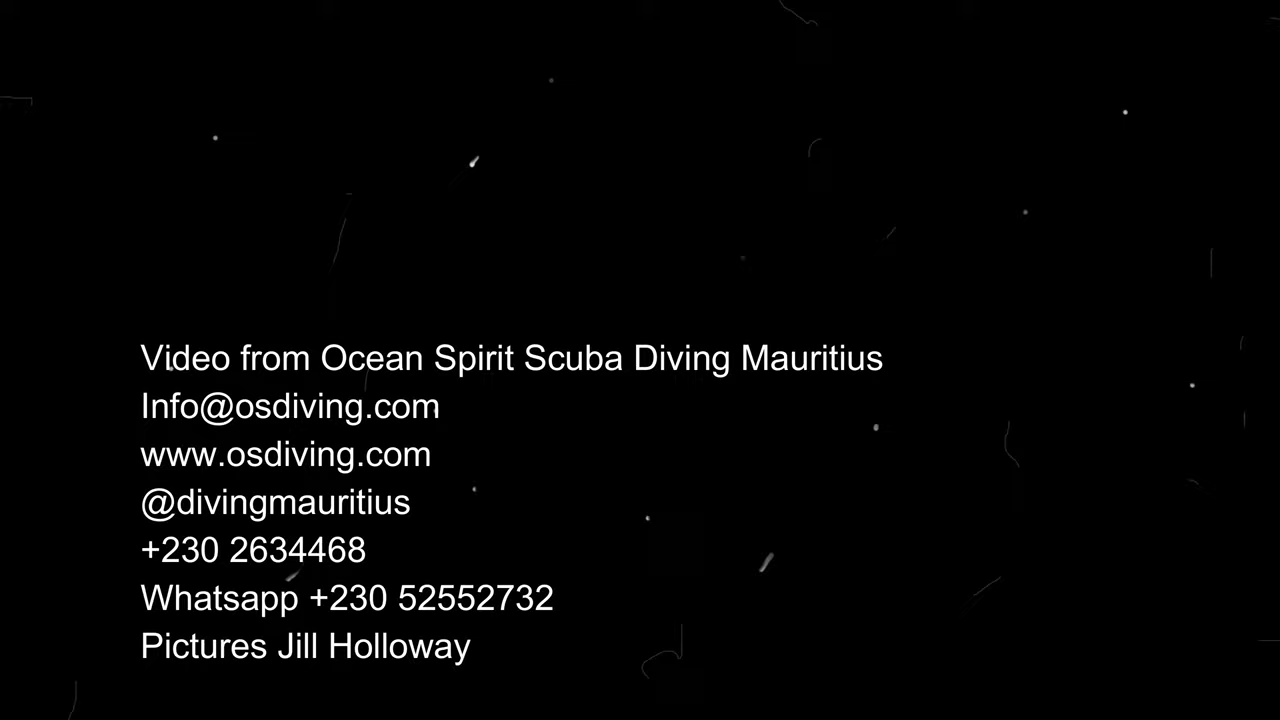 Video from Ocean Spirit Scuba Diving Mauritius
Info@osdiving.com
www.osdiving.com
@divingmauritius
+230 2634468
Whatsapp +230 52552732
Pictures Jill Holloway